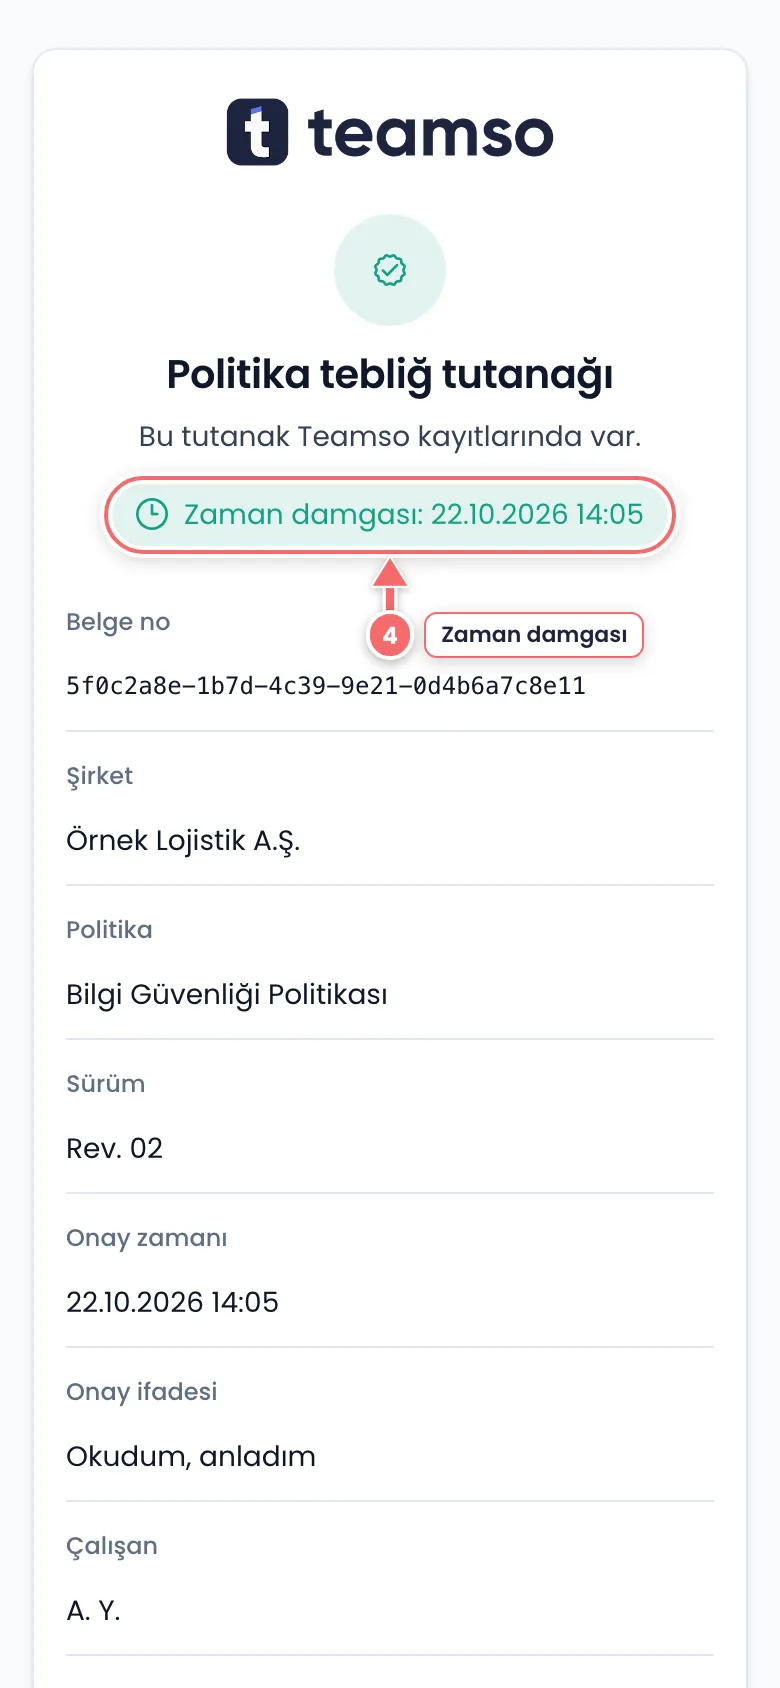 teamso
Politika tebliğ tutanağı
Bu tutanak Teamso kayıtlarında var.
Zaman damgası: 22.10.2026 14:05
4 Zaman damgası
Belge no
5f0c2a8e-1b7d-4c39-9e21-0d4b6a7c8e11
Şirket
Örnek Lojistik A.Ş.
Politika
Bilgi Güvenliği Politikası
Sürüm
Rev. 02
Onay zamanı
22.10.2026 14:05
Onay ifadesi
Okudum, anladım
Çalışan
A. Y.